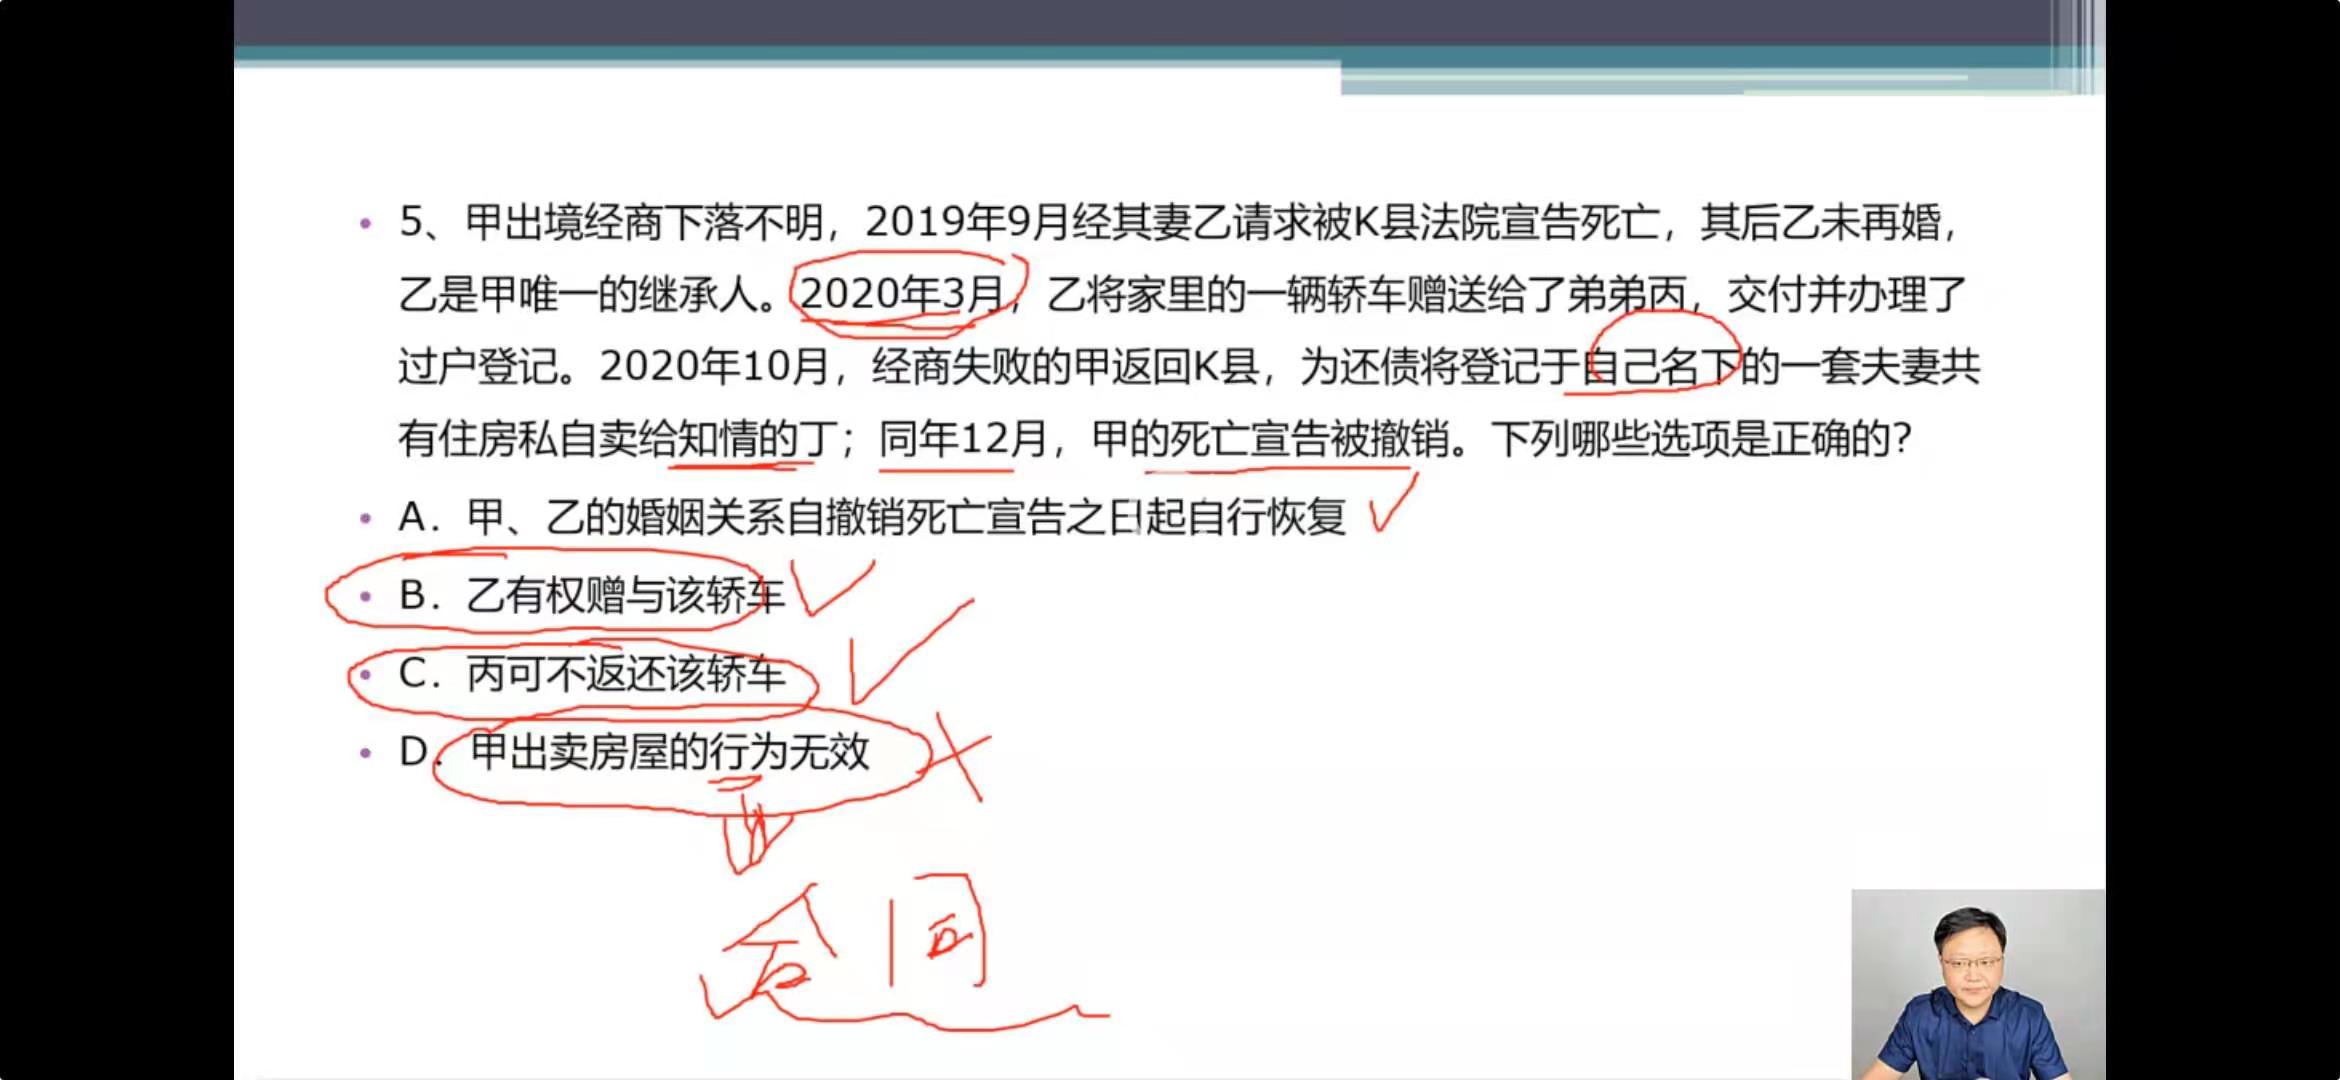 5、甲出境经商下落不明，2019年9月经其妻乙请求被K县法院宣告死亡，其后乙未再婚，
乙是甲唯一的继承人。2020年3月，乙将家里的一辆轿车赠送给了弟弟丙，交付并办理了
过户登记。2020年10月，经商失败的甲返回K县，为还债将登记于自己名下的一套夫妻共
有住房私自卖给知情的丁；同年12月，甲的死亡宣告被撤销。下列哪些选项是正确的？
A．甲、乙的婚姻关系自撤销死亡宣告之日起自行恢复
B．乙有权赠与该轿车
C．丙可不返还该轿车
D．甲出卖房屋的行为无效
合同